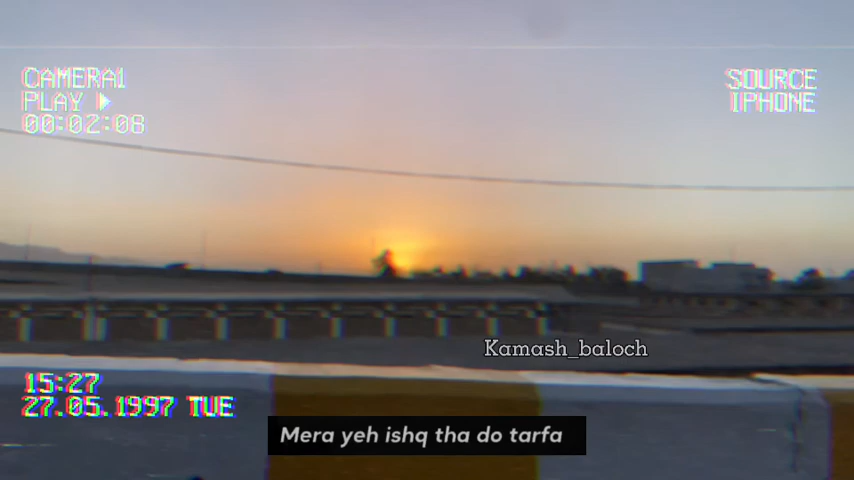 CAMERA1
PLAY
00:02:08
SOURCE
IPHONE
Kamash_baloch
15:27
27.05.1997 TUE
Mera yeh ishq tha do tarfa